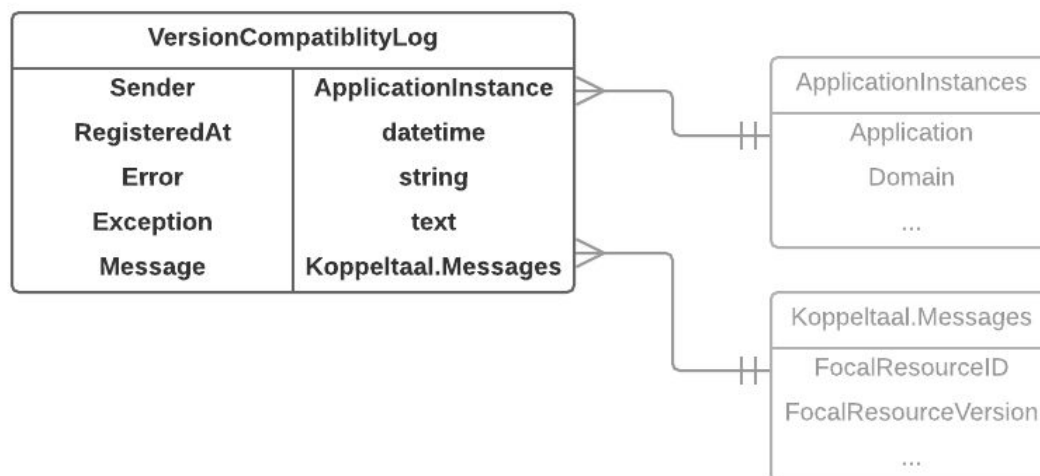 VersionCompatiblityLog
Sender ApplicationInstance
RegisteredAt datetime
Error string
Exception text
Message Koppeltaal.Messages
ApplicationInstances
Application
Domain
...
Koppeltaal.Messages
FocalResourceID
FocalResourceVersion
...